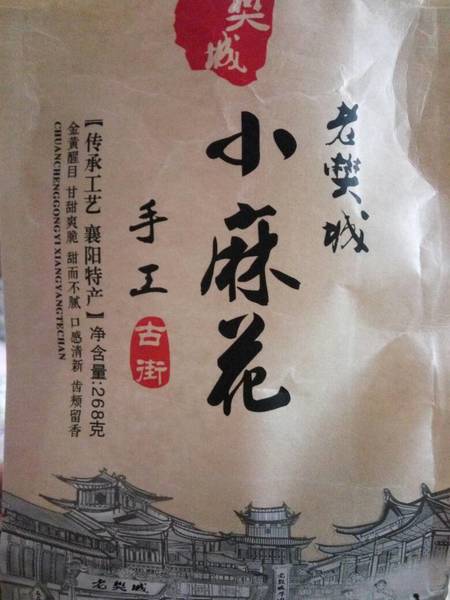 樊城
老樊城
小麻花
手工
古街
【传承工艺 襄阳特产】净含量:268克
CHUANCHENGGONGYIXIANGYANGTECHAN
金黄醒目 甘甜爽脆 甜而不腻 口感清新 齿颊留香
老樊城